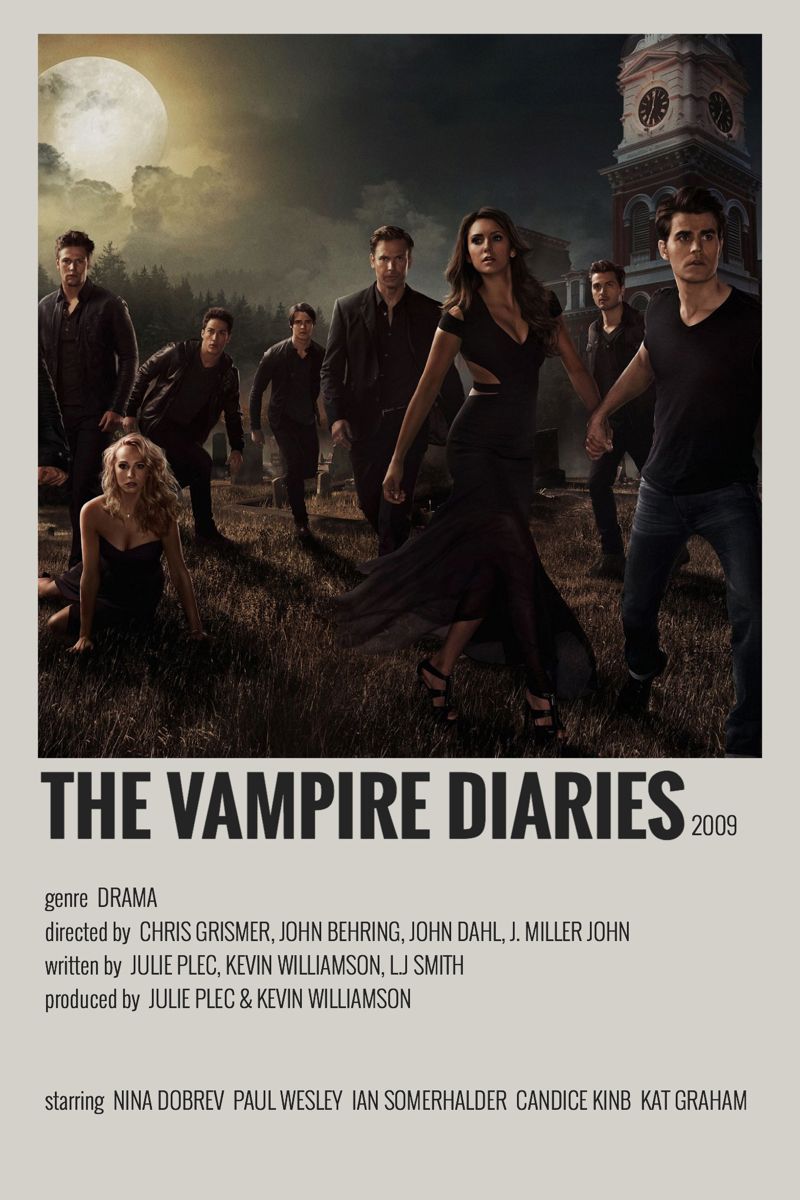 THE VAMPIRE DIARIES 2009
genre DRAMA
directed by CHRIS GRISMER, JOHN BEHRING, JOHN DAHL, J. MILLER JOHN
written by JULIE PLEC, KEVIN WILLIAMSON, L.J SMITH
produced by JULIE PLEC & KEVIN WILLIAMSON
starring NINA DOBREV PAUL WESLEY IAN SOMERHALDER CANDICE KINB KAT GRAHAM